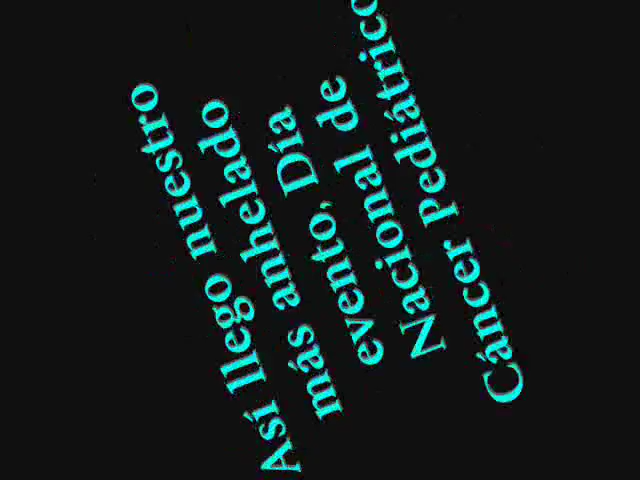 Así llego nuestro
más anhelado
evento, Día
Nacional de
Cáncer Pediátrico